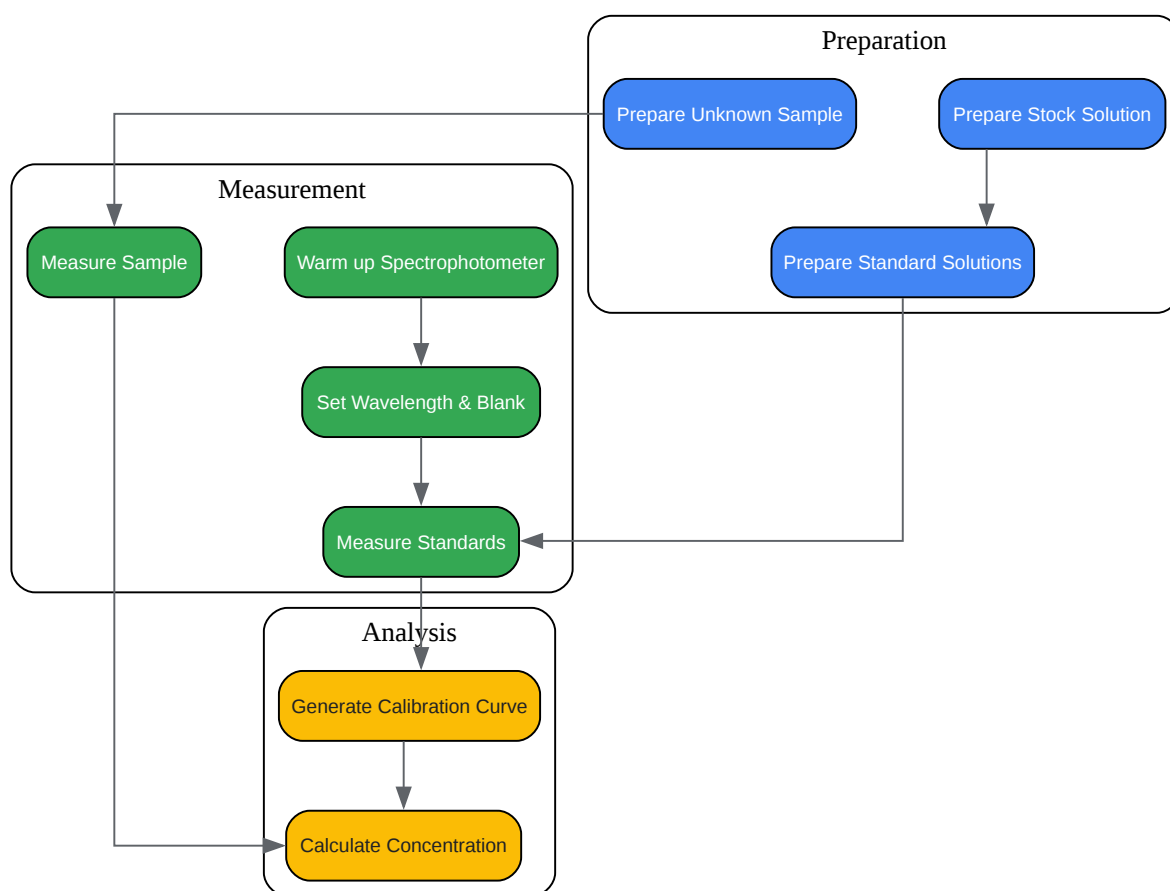 Preparation
Prepare Unknown Sample
Prepare Stock Solution
Measurement
Measure Sample
Warm up Spectrophotometer
Prepare Standard Solutions
Set Wavelength & Blank
Measure Standards
Analysis
Generate Calibration Curve
Calculate Concentration